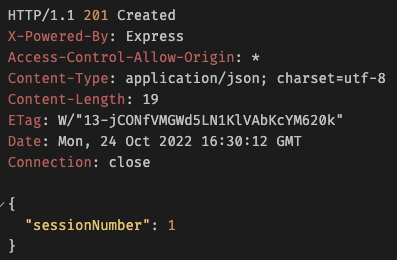 HTTP/1.1 201 Created
X-Powered-By: Express
Access-Control-Allow-Origin: *
Content-Type: application/json; charset=utf-8
Content-Length: 19
ETag: W/"13-jCONfVMGWd5LN1KlVAbKcYM620k"
Date: Mon, 24 Oct 2022 16:30:12 GMT
Connection: close
{
"sessionNumber": 1
}